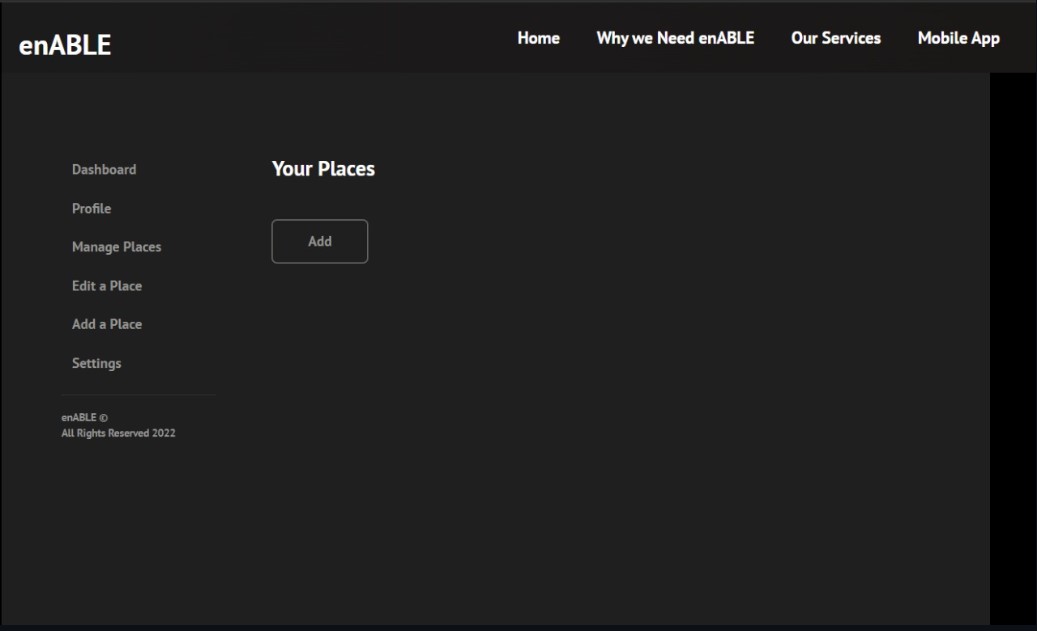 enABLE
Home
Why we Need enABLE
Our Services
Mobile App
Dashboard
Profile
Manage Places
Edit a Place
Add a Place
Settings
enABLE ©
All Rights Reserved 2022
Your Places
Add